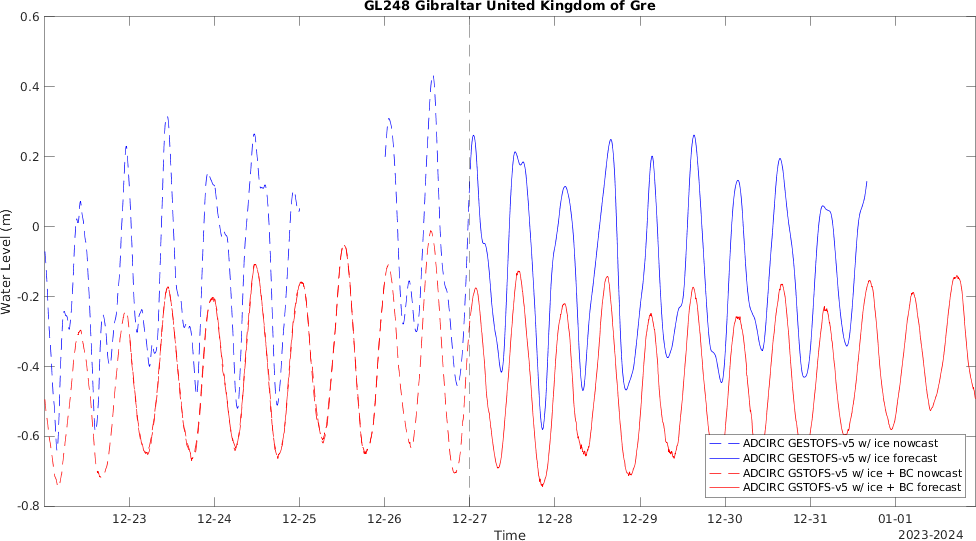 GL248 Gibraltar United Kingdom of Gre
0.6
0.4
0.2
0
-0.2
-0.4
-0.6
-0.8
Water Level (m)
12-23 12-24 12-25 12-26 12-27 12-28 12-29 12-30 12-31 01-01
Time
2023-2024
ADCIRC GESTOFS-v5 w/ ice nowcast
ADCIRC GESTOFS-v5 w/ ice forecast
ADCIRC GSTOFS-v5 w/ ice + BC nowcast
ADCIRC GSTOFS-v5 w/ ice + BC forecast